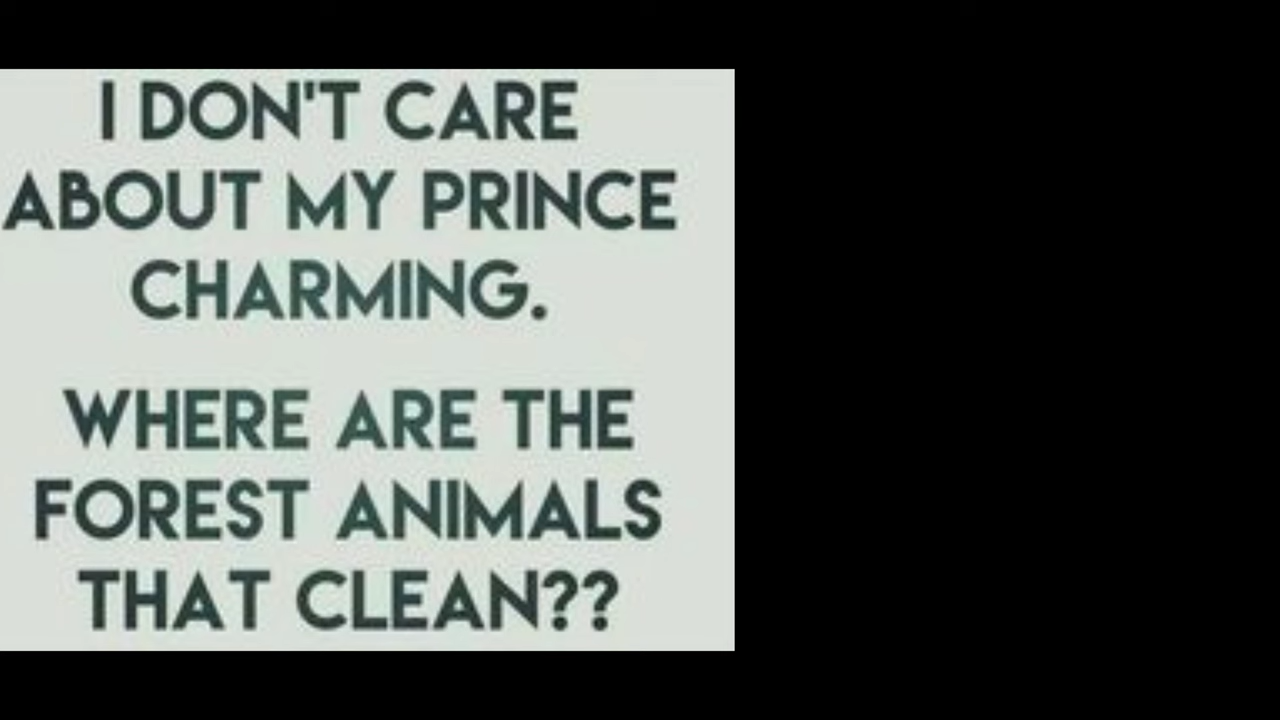 I DON'T CARE
ABOUT MY PRINCE
CHARMING.
WHERE ARE THE
FOREST ANIMALS
THAT CLEAN??